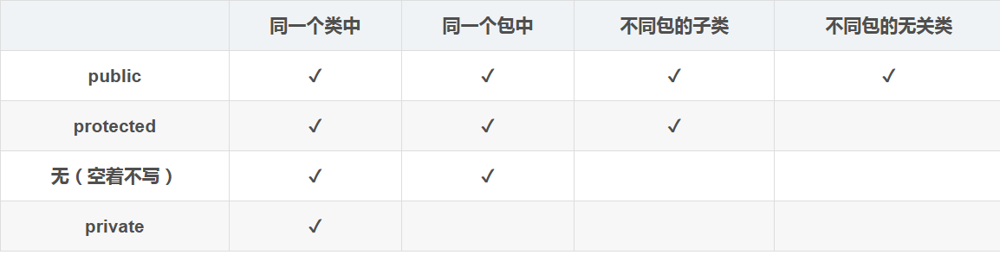 同一个类中 同一个包中 不同包的子类 不同包的无关类
public ✓ ✓ ✓ ✓
protected ✓ ✓ ✓
无（空着不写） ✓ ✓
private ✓